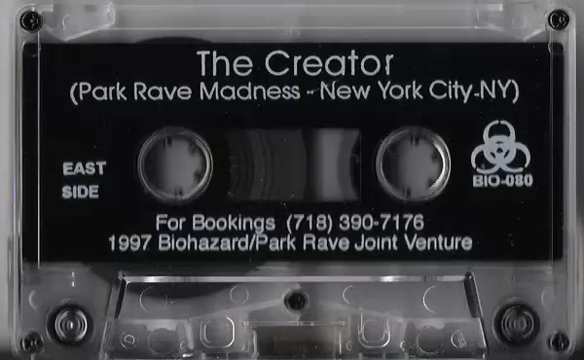 The Creator
(Park Rave Madness - New York City-NY)
EAST
SIDE
BIO-080
For Bookings (718) 390-7176
1997 Biohazard/Park Rave Joint Venture